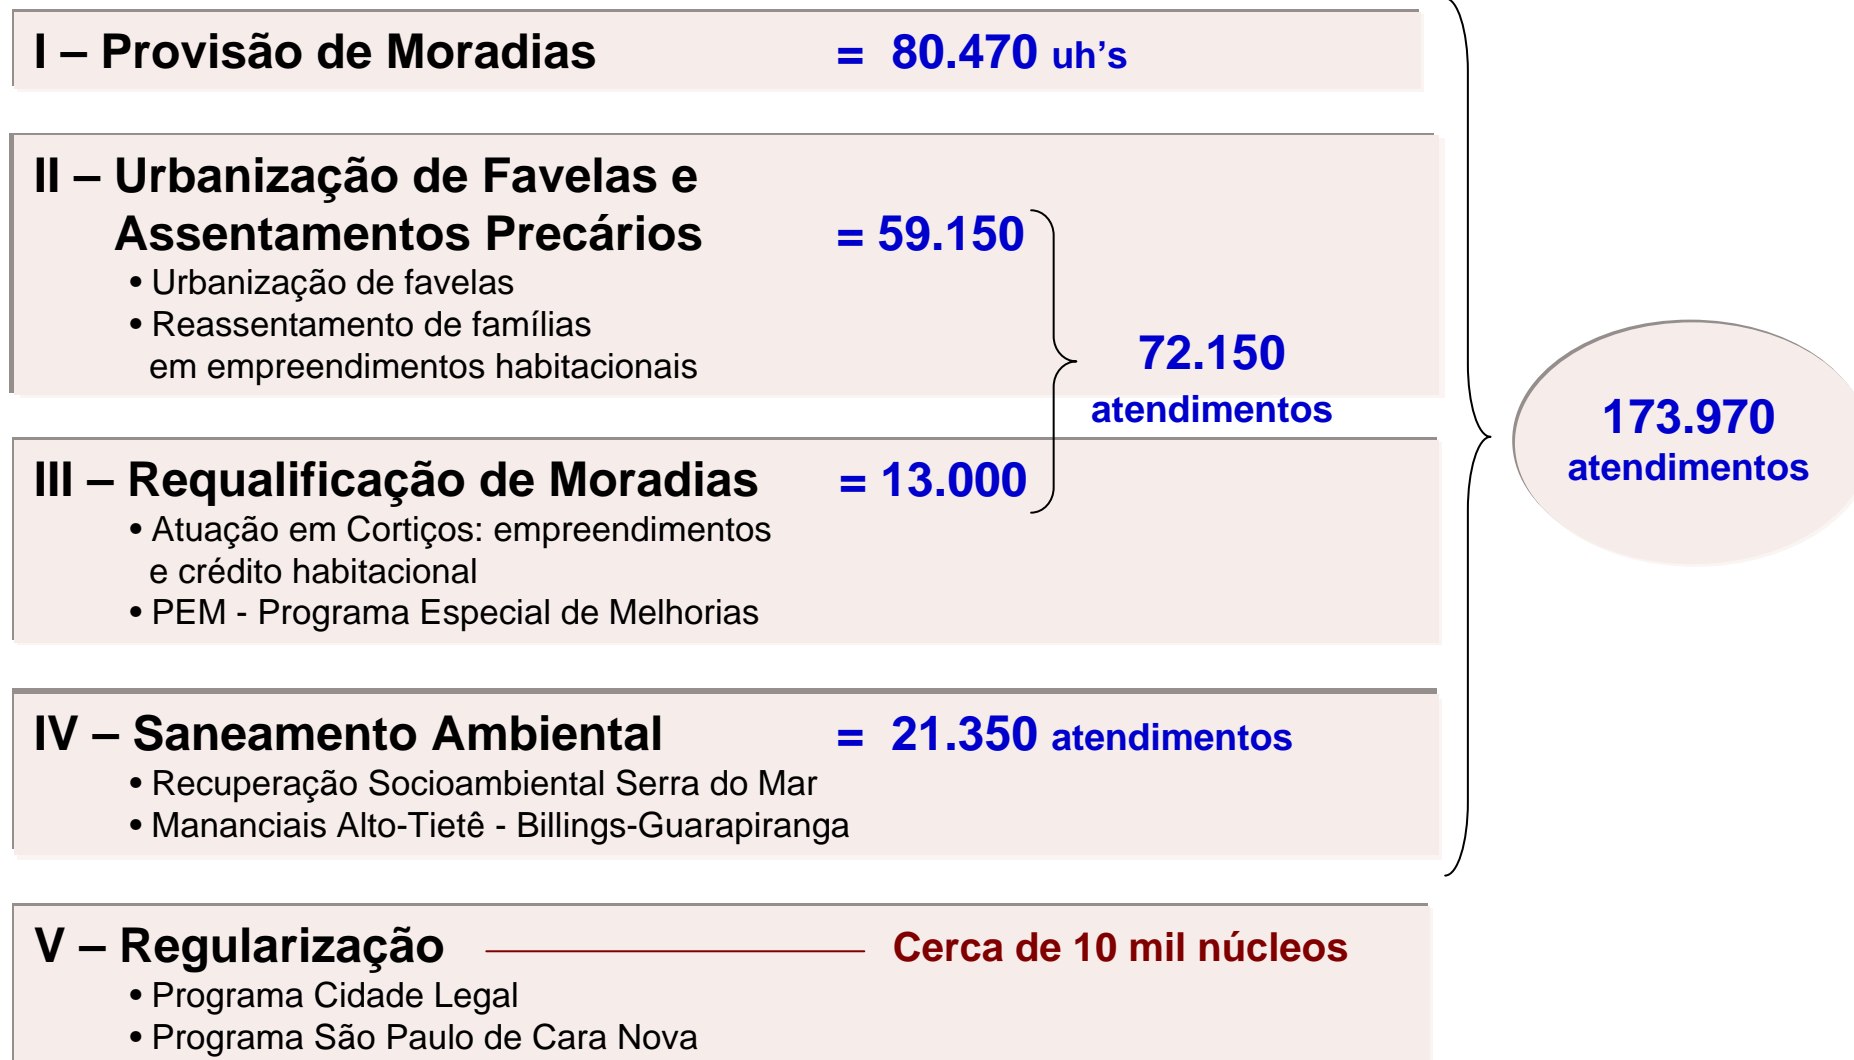 I – Provisão de Moradias = 80.470 uh’s
II – Urbanização de Favelas e
Assentamentos Precários = 59.150
• Urbanização de favelas
• Reassentamento de famílias
em empreendimentos habitacionais
72.150
atendimentos
III – Requalificação de Moradias = 13.000
• Atuação em Cortiços: empreendimentos
e crédito habitacional
• PEM - Programa Especial de Melhorias
IV – Saneamento Ambiental = 21.350 atendimentos
• Recuperação Socioambiental Serra do Mar
• Mananciais Alto-Tietê - Billings-Guarapiranga
173.970
atendimentos
V – Regularização Cerca de 10 mil núcleos
• Programa Cidade Legal
• Programa São Paulo de Cara Nova